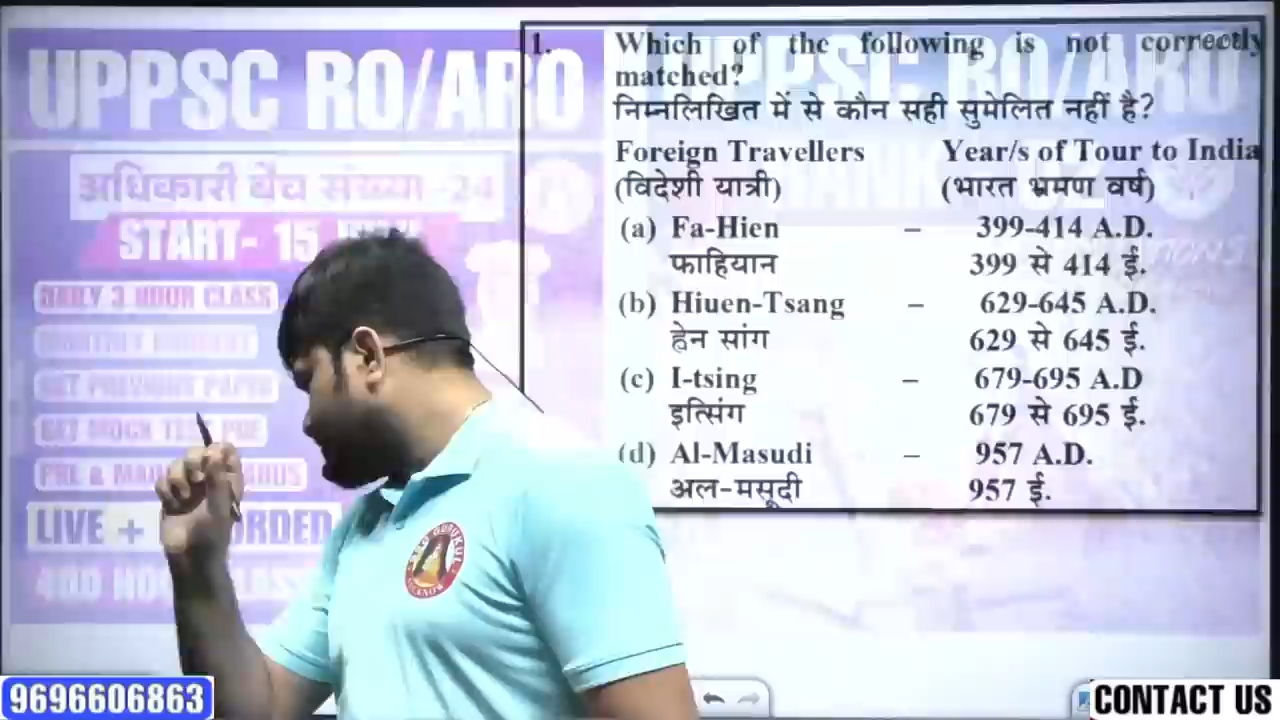 UPPSC RO/ARO
अधिकारी बैच संख्या -24
START- 15
DAILY 3 HOUR CLASS
LIVE +
1. Which of the following is not correctly
matched?
निम्नलिखित में से कौन सही सुमेलित नहीं है?
Foreign Travellers Year/s of Tour to India
(विदेशी यात्री) (भारत भ्रमण वर्ष)
(a) Fa-Hien – 399-414 A.D.
फाहियान 399 से 414 ई.
(b) Hiuen-Tsang – 629-645 A.D.
ह्वेन सांग 629 से 645 ई.
(c) I-tsing – 679-695 A.D
इत्सिंग 679 से 695 ई.
(d) Al-Masudi – 957 A.D.
अल-मसूदी 957 ई.
9696606863
CONTACT US